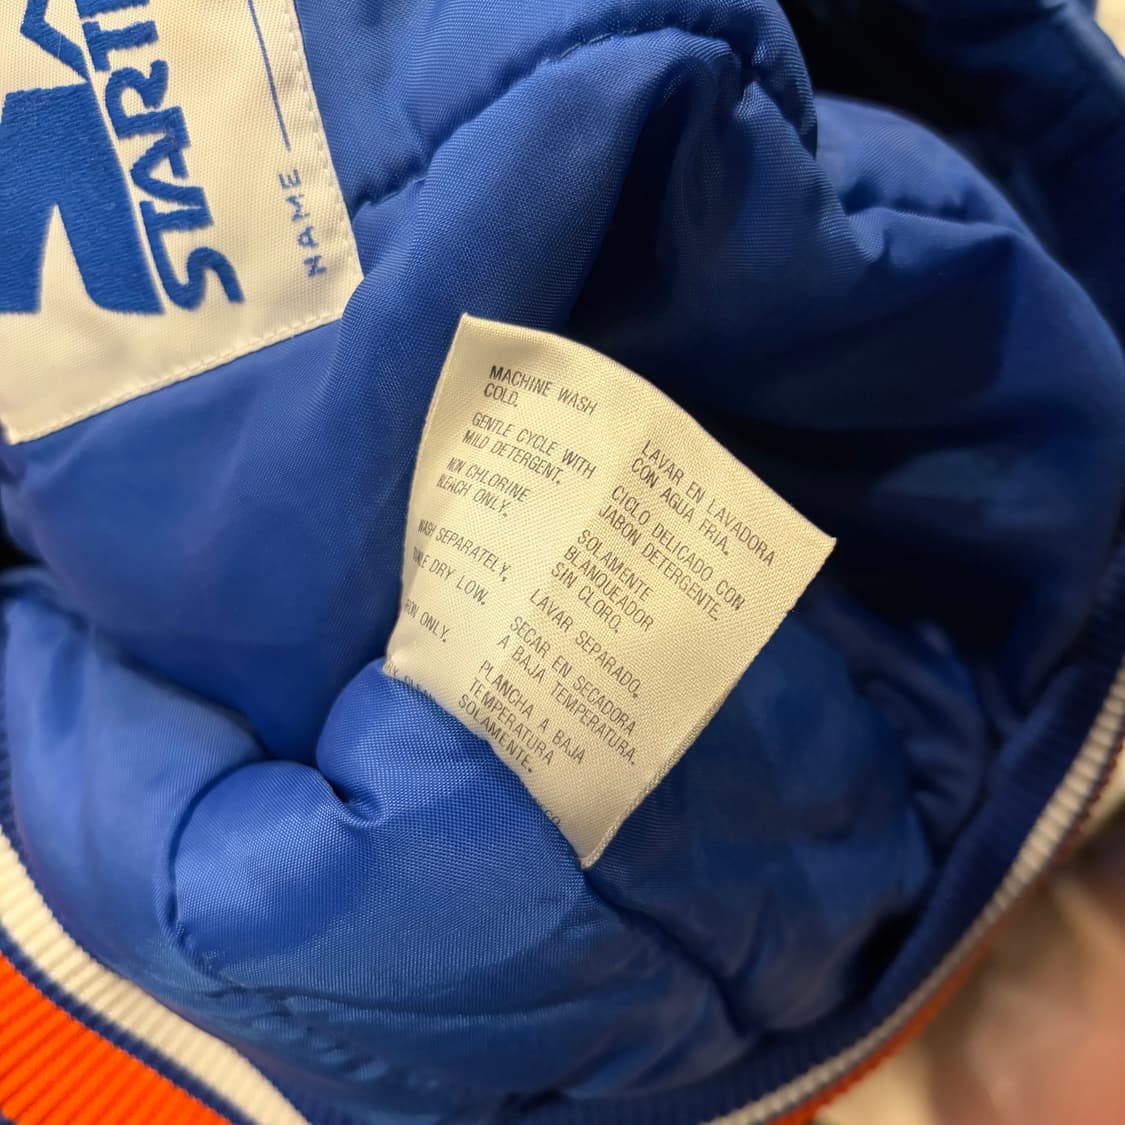 START
NAME
MACHINE WASH
COLD.
GENTLE CYCLE WITH
MILD DETERGENT.
NON CHLORINE
BLEACH ONLY.
WASH SEPARATELY,
DRY LOW.
ONLY.
LAVAR EN LAVADORA
CON AGUA FRIA.
CICLO DELICADO CON
JABON DETERGENTE.
SOLAMENTE
BLANQUEADOR
SIN CLORO.
LAVAR SEPARADO,
SECAR EN SECADORA
A BAJA TEMPERATURA.
PLANCHA A BAJA
TEMPERATURA
SOLAMENTE.